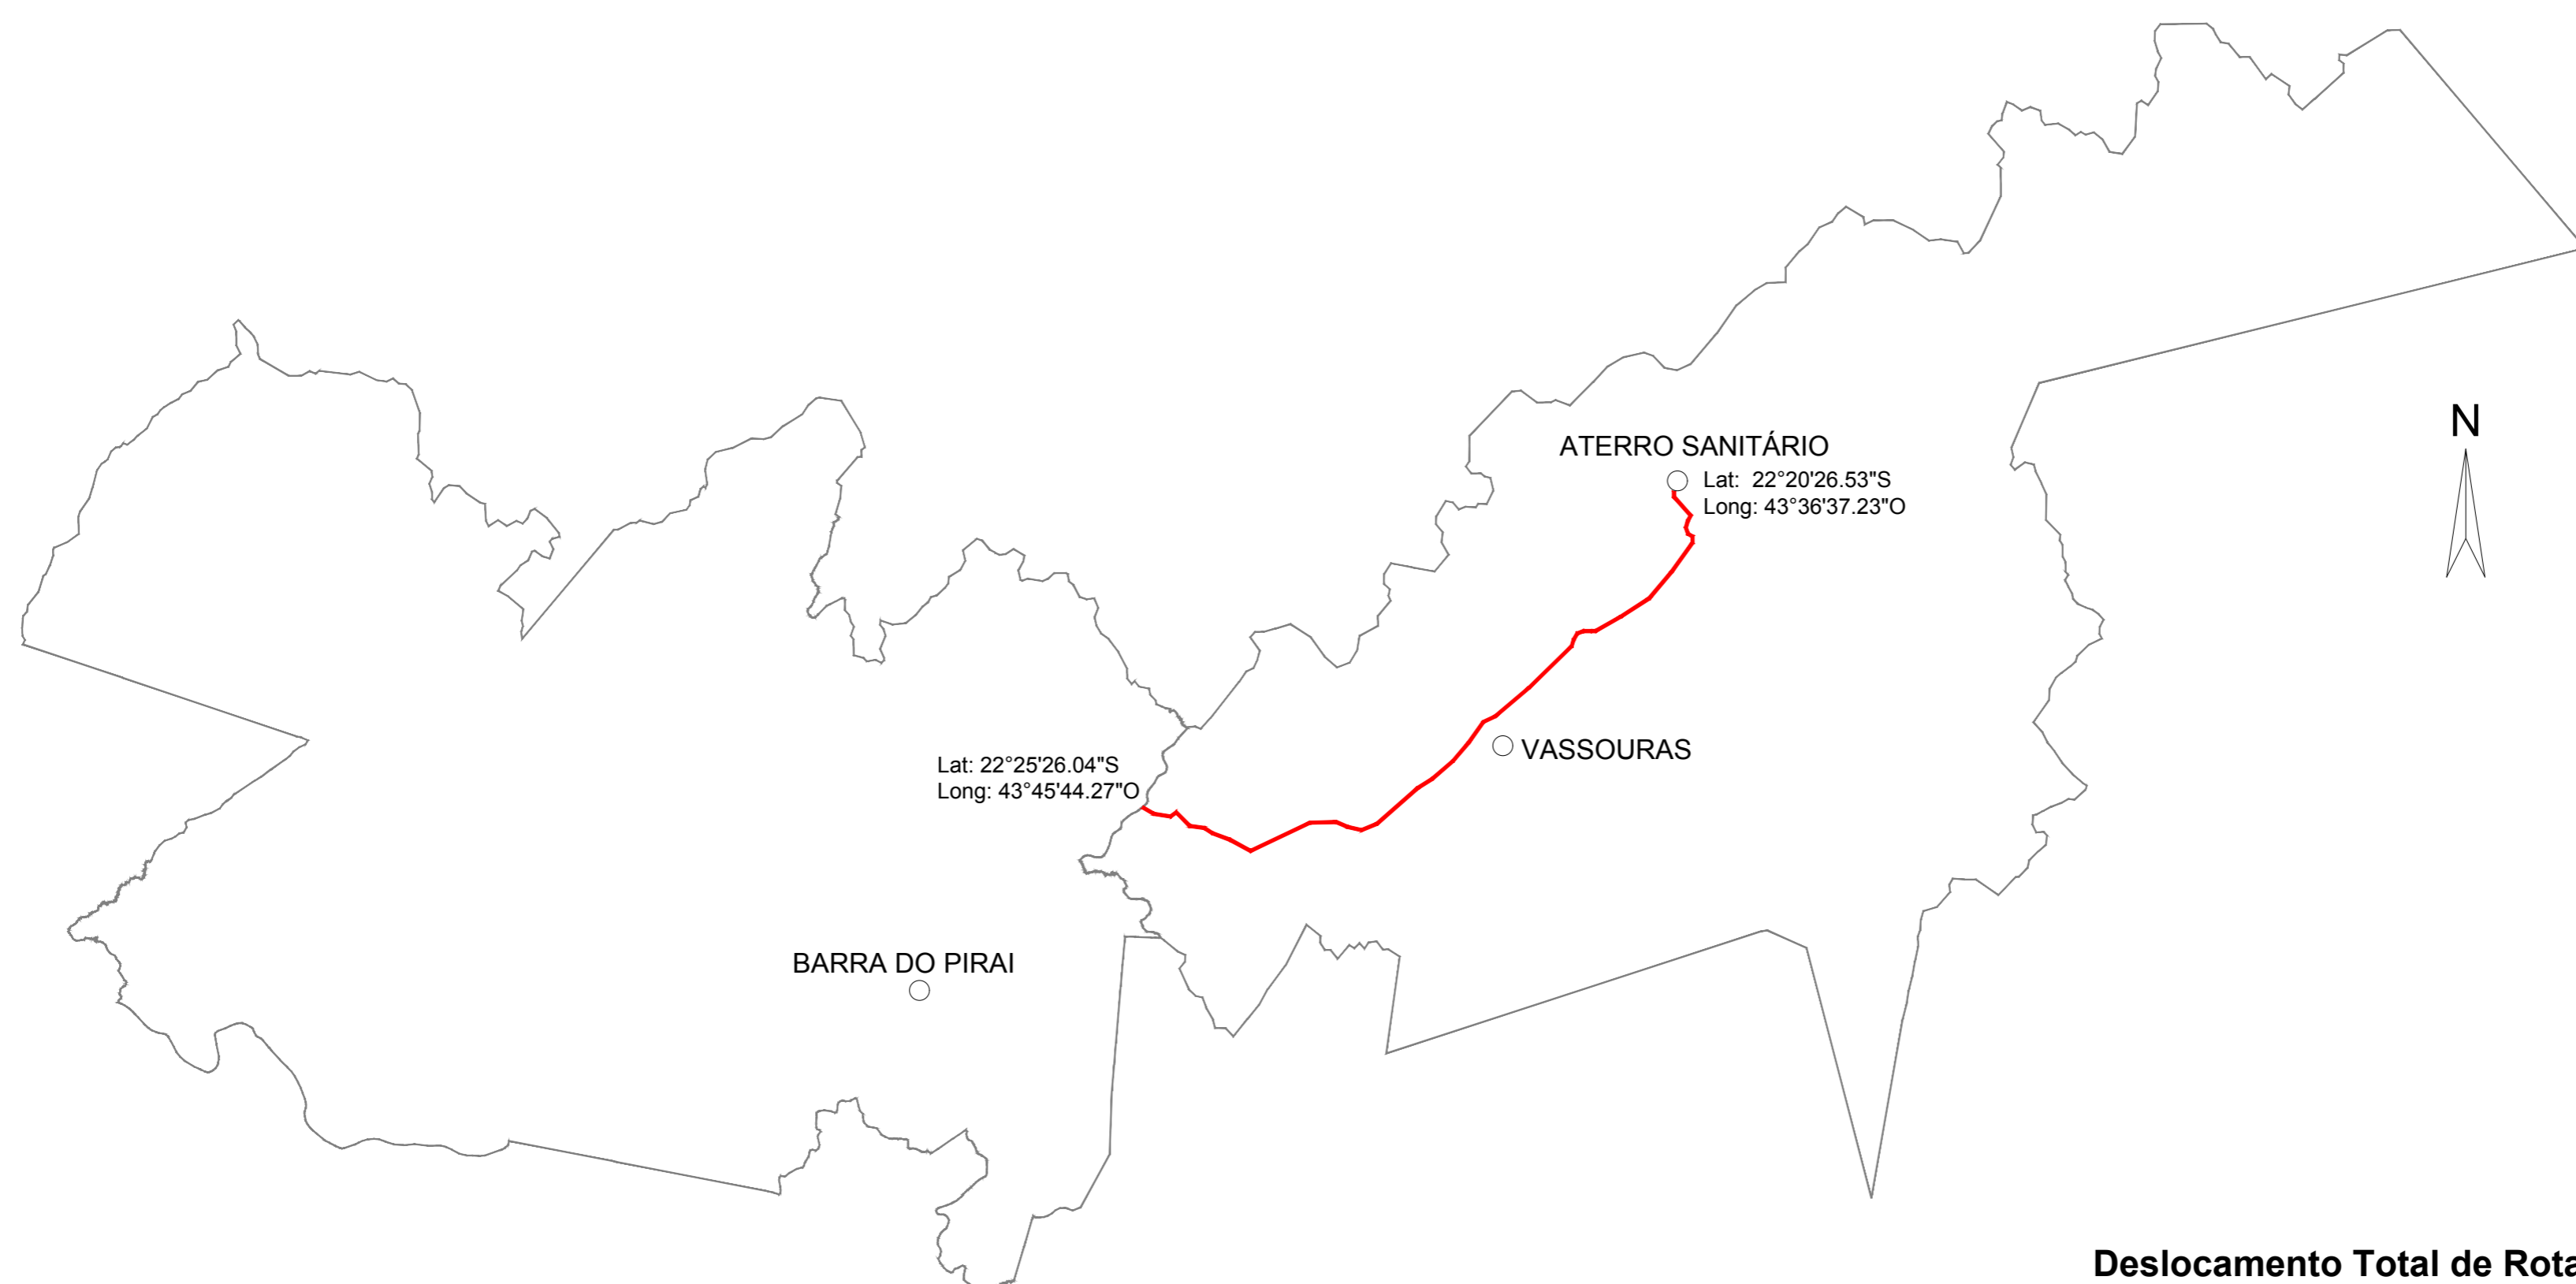 N
ATERRO SANITÁRIO
Lat: 22°20'26.53"S
Long: 43°36'37.23"O
VASSOURAS
Lat: 22°25'26.04"S
Long: 43°45'44.27"O
BARRA DO PIRAI
Deslocamento Total de Rota